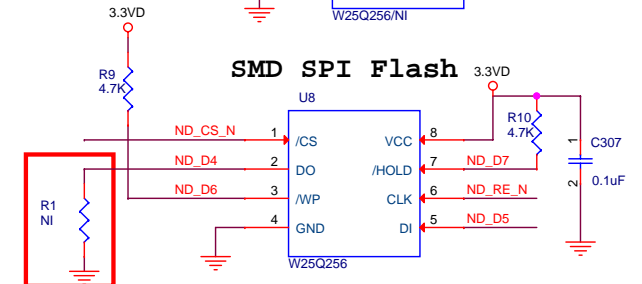 3.3VD
W25Q256/NI
SMD SPI Flash
3.3VD
R9
4.7K
U8
R10
4.7K
C307
0.1uF
1
2
ND_CS_N
1
/CS
VCC
8
ND_D4
2
DO
/HOLD
7
ND_D7
ND_D6
3
/WP
CLK
6
ND_RE_N
4
GND
DI
5
ND_D5
W25Q256
R1
NI